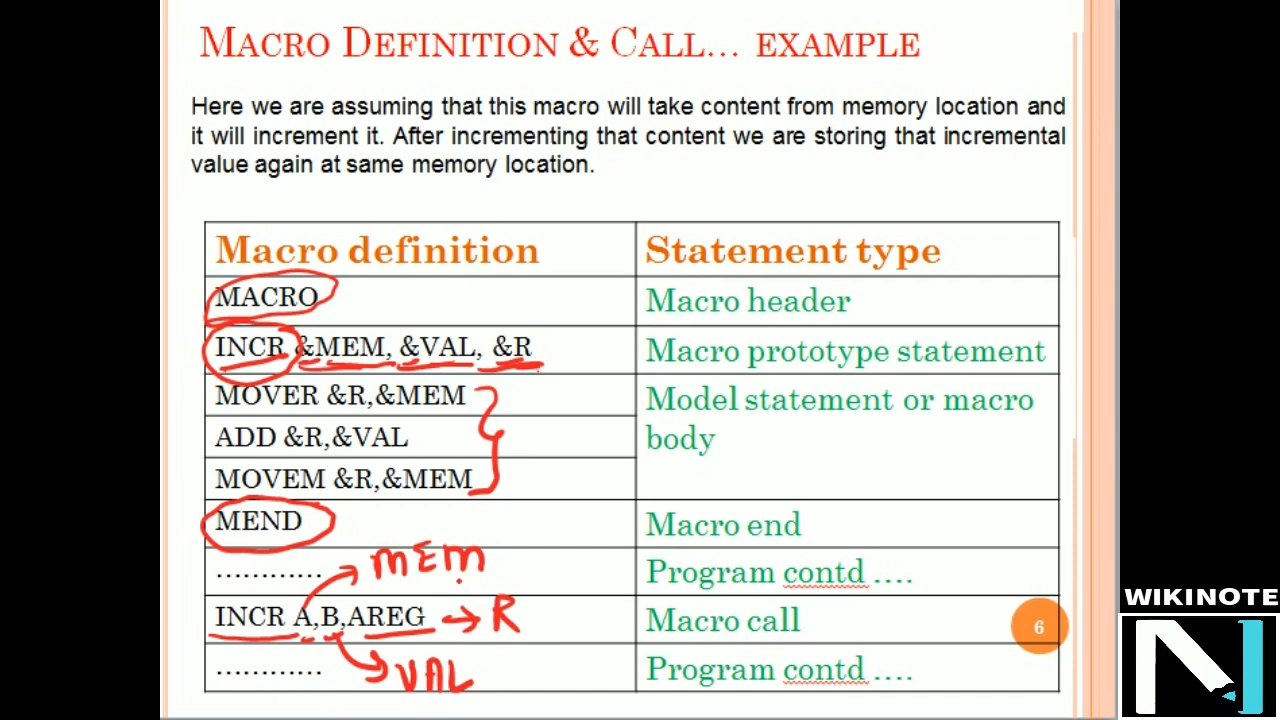 MACRO DEFINITION & CALL... EXAMPLE
Here we are assuming that this macro will take content from memory location and
it will increment it. After incrementing that content we are storing that incremental
value again at same memory location.
Macro definition Statement type
MACRO Macro header
INCR &MEM, &VAL, &R Macro prototype statement
MOVER &R,&MEM Model statement or macro
body
ADD &R,&VAL
MOVEM &R,&MEM
MEND Macro end
MEM
………… Program contd ….
INCR A,B,AREG R Macro call
VAL
………… Program contd ….
6
WIKINOTE
N